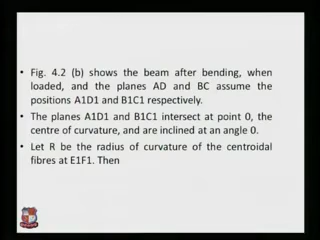 • Fig. 4.2 (b) shows the beam after bending, when
loaded, and the planes AD and BC assume the
positions A1D1 and B1C1 respectively.
• The planes A1D1 and B1C1 intersect at point 0, the
centre of curvature, and are inclined at an angle 0.
• Let R be the radius of curvature of the centroidal
fibres at E1F1. Then